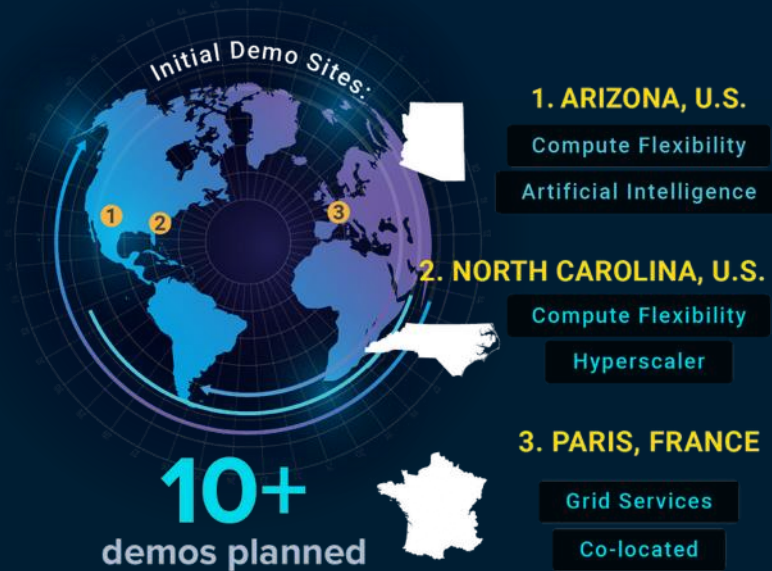 Initial Demo Sites:
1
2
3
1. ARIZONA, U.S.
Compute Flexibility
Artificial Intelligence
2. NORTH CAROLINA, U.S.
Compute Flexibility
Hyperscaler
3. PARIS, FRANCE
Grid Services
Co-located
10+
demos planned